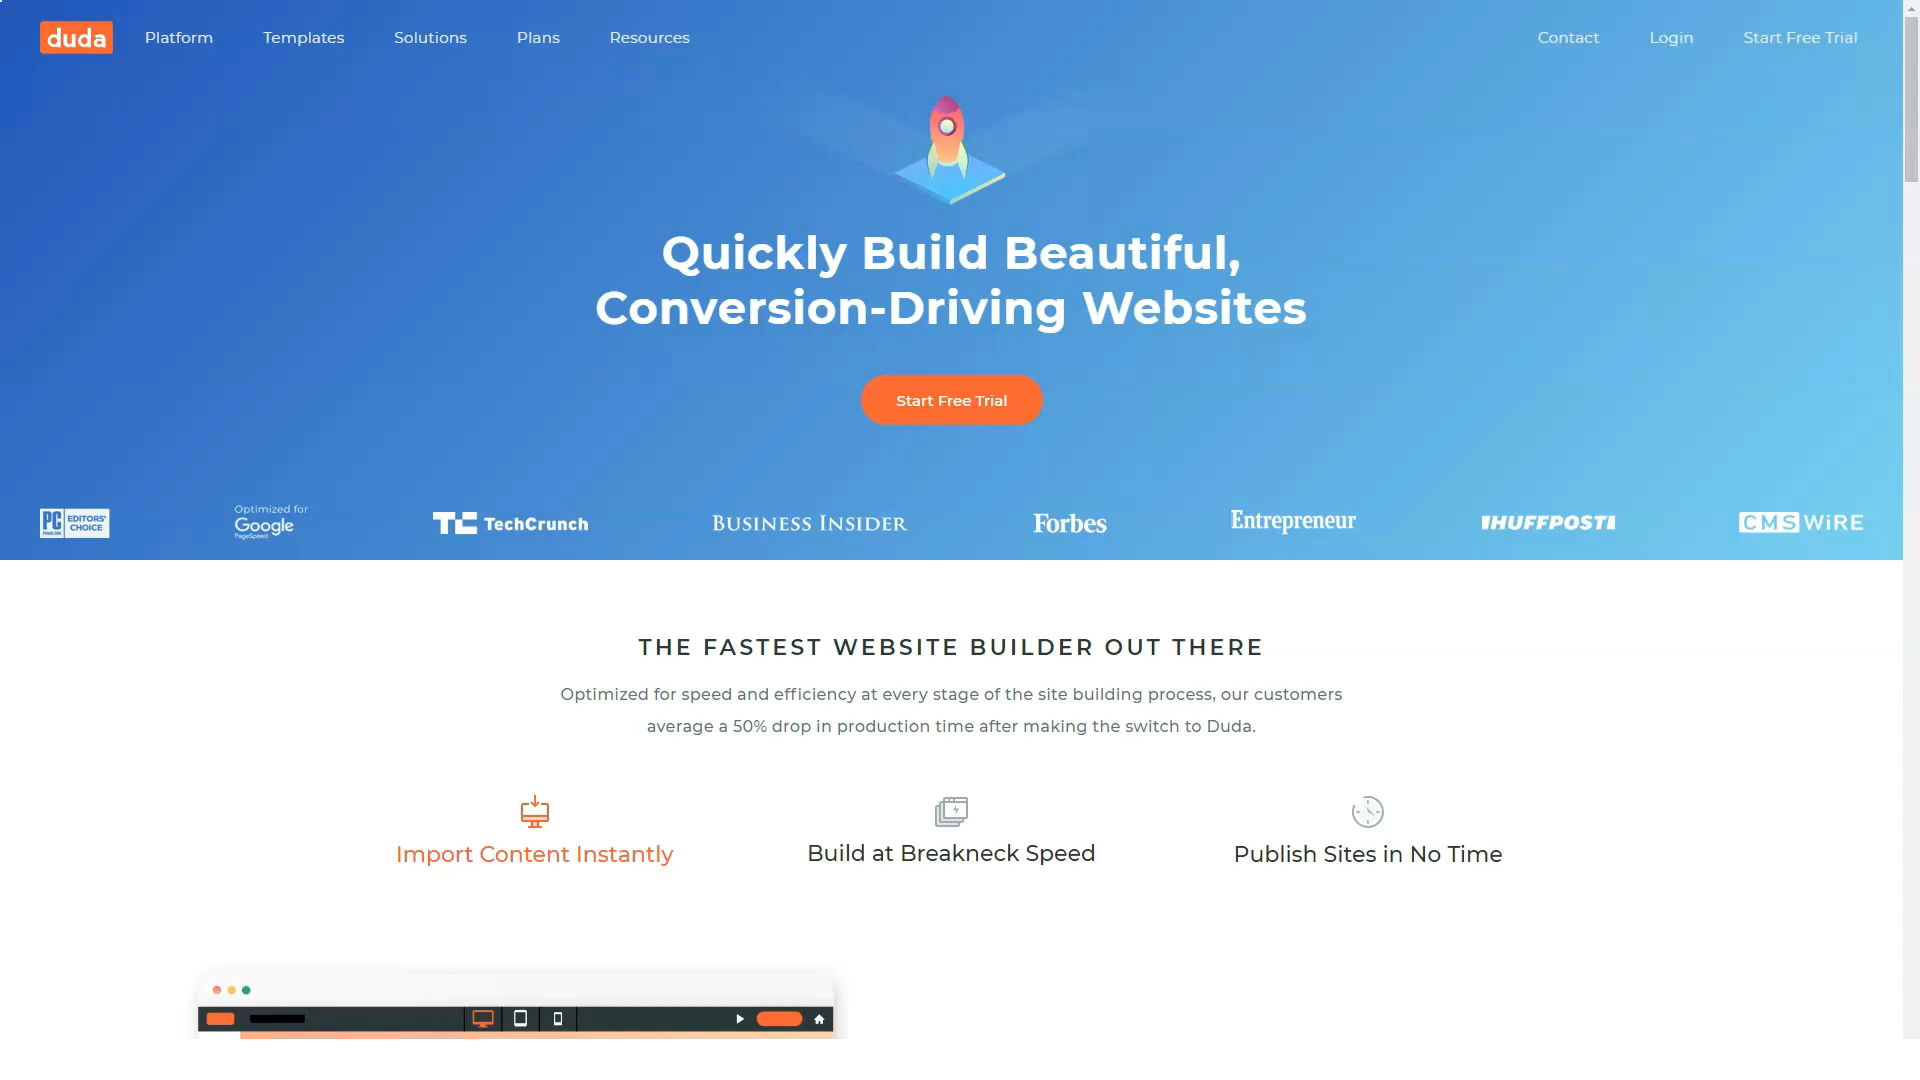 duda Platform Templates Solutions Plans Resources Contact Login Start Free Trial
Quickly Build Beautiful,
Conversion-Driving Websites
Start Free Trial
PC EDITORS' CHOICE
Optimized for
Google
PageSpeed
TC TechCrunch
BUSINESS INSIDER
Forbes
Entrepreneur
HUFFPOST
CMSWiRE
THE FASTEST WEBSITE BUILDER OUT THERE
Optimized for speed and efficiency at every stage of the site building process, our customers
average a 50% drop in production time after making the switch to Duda.
Import Content Instantly
Build at Breakneck Speed
Publish Sites in No Time